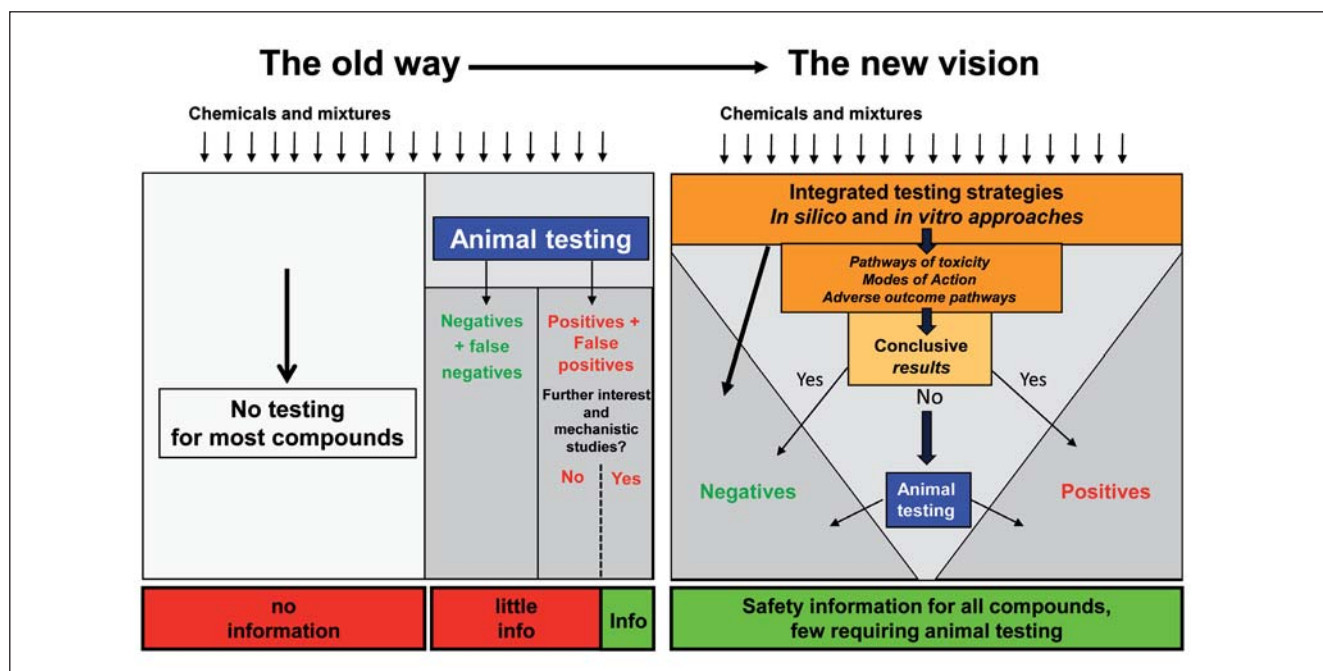 The old way
The new vision
Chemicals and mixtures
No testing
for most compounds
Animal testing
Negatives
+ false
negatives
Positives +
False
positives
Further interest
and
mechanistic
studies?
No
Yes
no
information
little
info
Info
Chemicals and mixtures
Integrated testing strategies
In silico and in vitro approaches
Pathways of toxicity
Modes of Action
Adverse outcome pathways
Conclusive
results
Yes
No
Yes
Negatives
Animal
testing
Positives
Safety information for all compounds,
few requiring animal testing